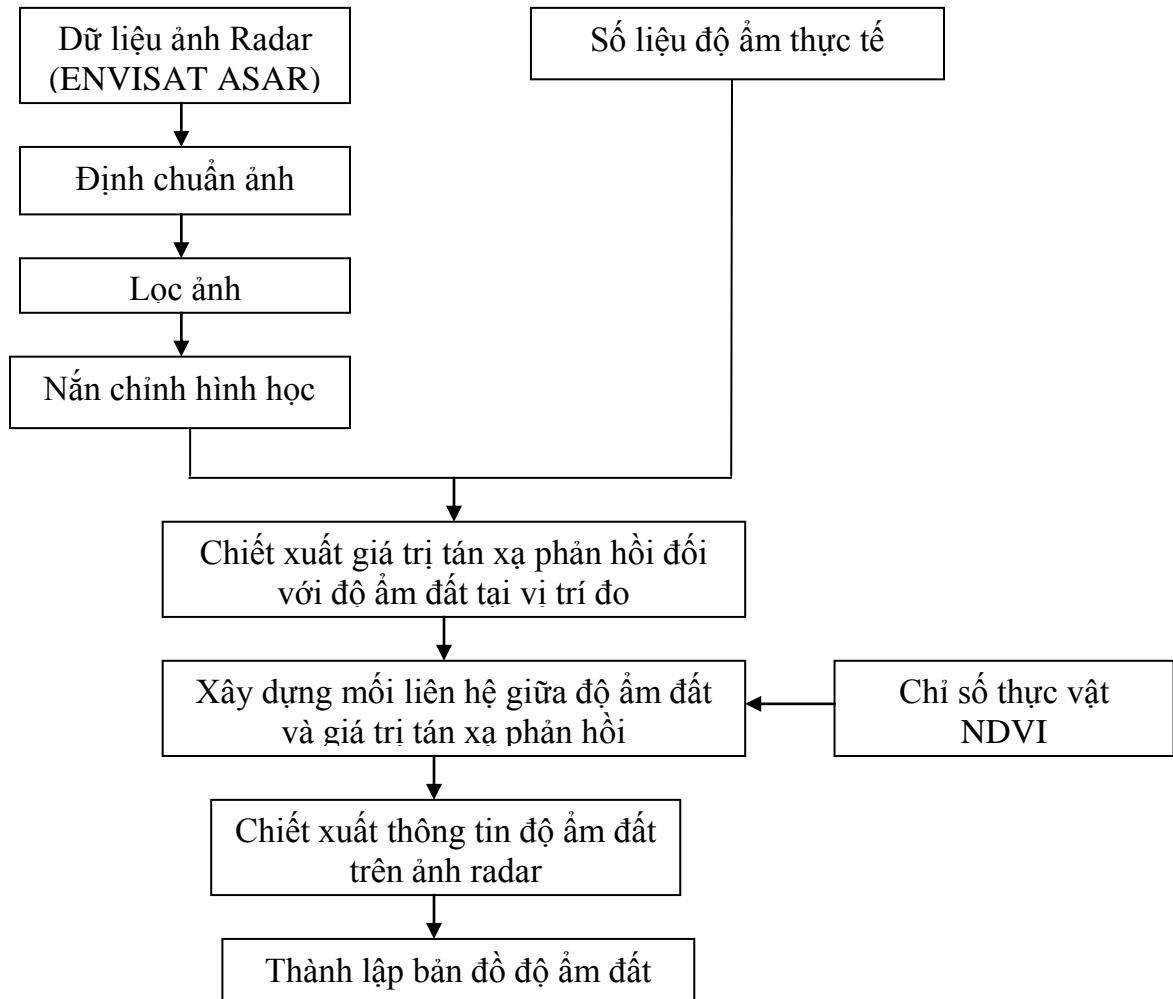 Dữ liệu ảnh Radar
(ENVISAT ASAR)
Số liệu độ ẩm thực tế
Định chuẩn ảnh
Lọc ảnh
Nắn chỉnh hình học
Chiết xuất giá trị tán xạ phản hồi đối
với độ ẩm đất tại vị trí đo
Xây dựng mối liên hệ giữa độ ẩm đất
và giá trị tán xạ phản hồi
Chỉ số thực vật
NDVI
Chiết xuất thông tin độ ẩm đất
trên ảnh radar
Thành lập bản đồ độ ẩm đất